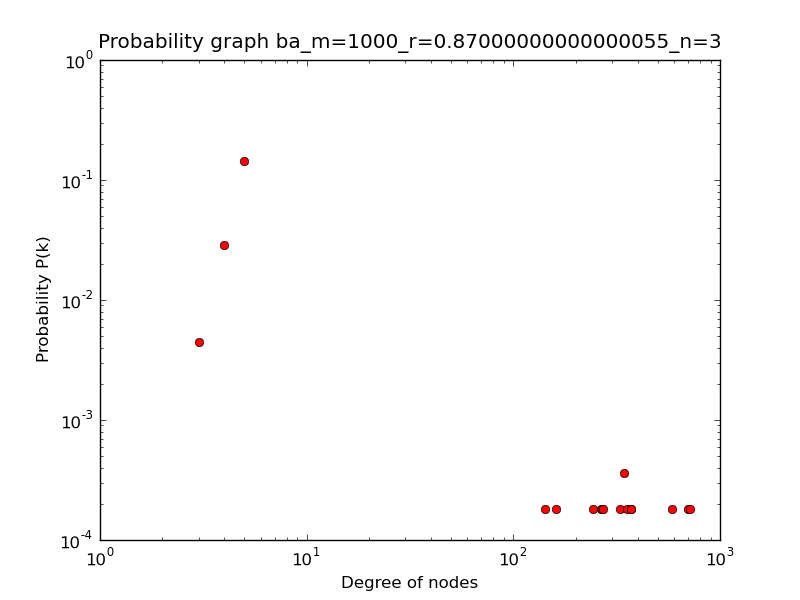 Probability graph ba_m=1000_r=0.87000000000000055_n=3
10^0
10^-1
10^-2
10^-3
10^-4
Probability P(k)
10^0 10^1 10^2 10^3
Degree of nodes